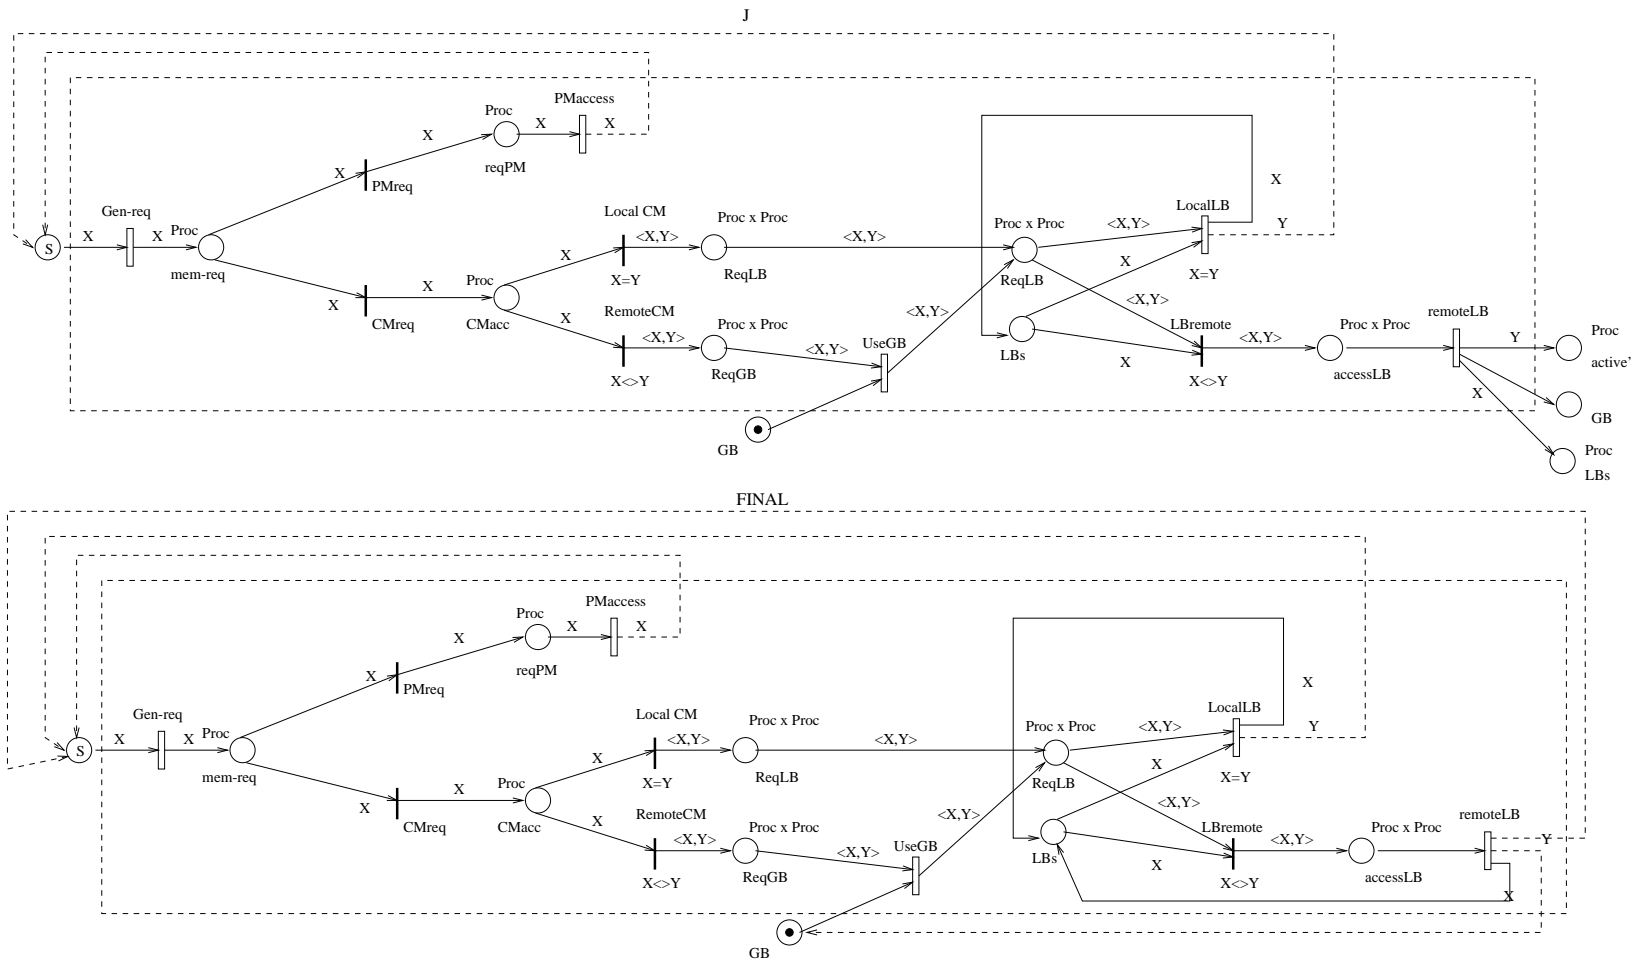 J
PMaccess
Proc
X
X
X
reqPM
X
PMreq
Gen-req
X
X
Proc
S
mem-req
X
X
CMreq
Proc
CMacc
X
X
Local CM
<X,Y>
X=Y
Proc x Proc
ReqLB
<X,Y>
RemoteCM
<X,Y>
X<>Y
Proc x Proc
ReqGB
<X,Y>
UseGB
<X,Y>
GB
Proc x Proc
ReqLB
<X,Y>
LocalLB
X
Y
X
X=Y
<X,Y>
LBs
X
LBremote
<X,Y>
X<>Y
Proc x Proc
accessLB
remoteLB
Y
X
Proc
active'
GB
Proc
LBs
FINAL
PMaccess
Proc
X
X
X
reqPM
X
PMreq
Gen-req
X
X
Proc
S
mem-req
X
X
CMreq
Proc
CMacc
X
X
Local CM
<X,Y>
X=Y
Proc x Proc
ReqLB
<X,Y>
RemoteCM
<X,Y>
X<>Y
Proc x Proc
ReqGB
<X,Y>
UseGB
<X,Y>
GB
Proc x Proc
ReqLB
<X,Y>
LocalLB
X
Y
X
X=Y
<X,Y>
LBs
X
LBremote
<X,Y>
X<>Y
Proc x Proc
accessLB
remoteLB
Y
X